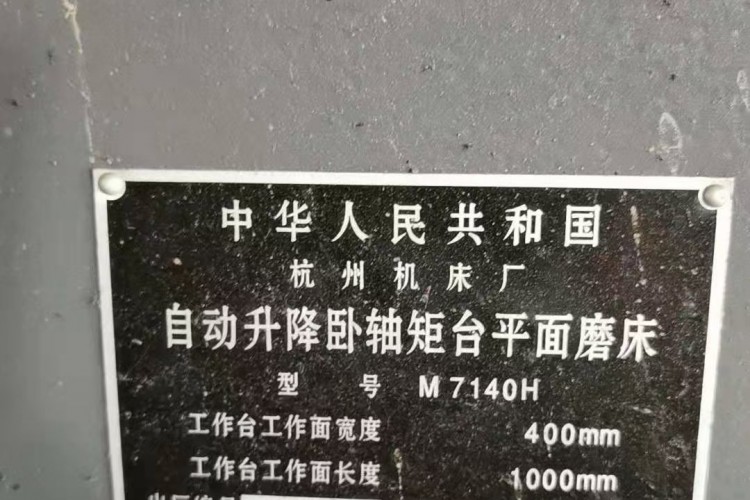 中华人民共和国
杭州机床厂
自动升降卧轴矩台平面磨床
型 号 M7140H
工作台工作面宽度 400mm
工作台工作面长度 1000mm